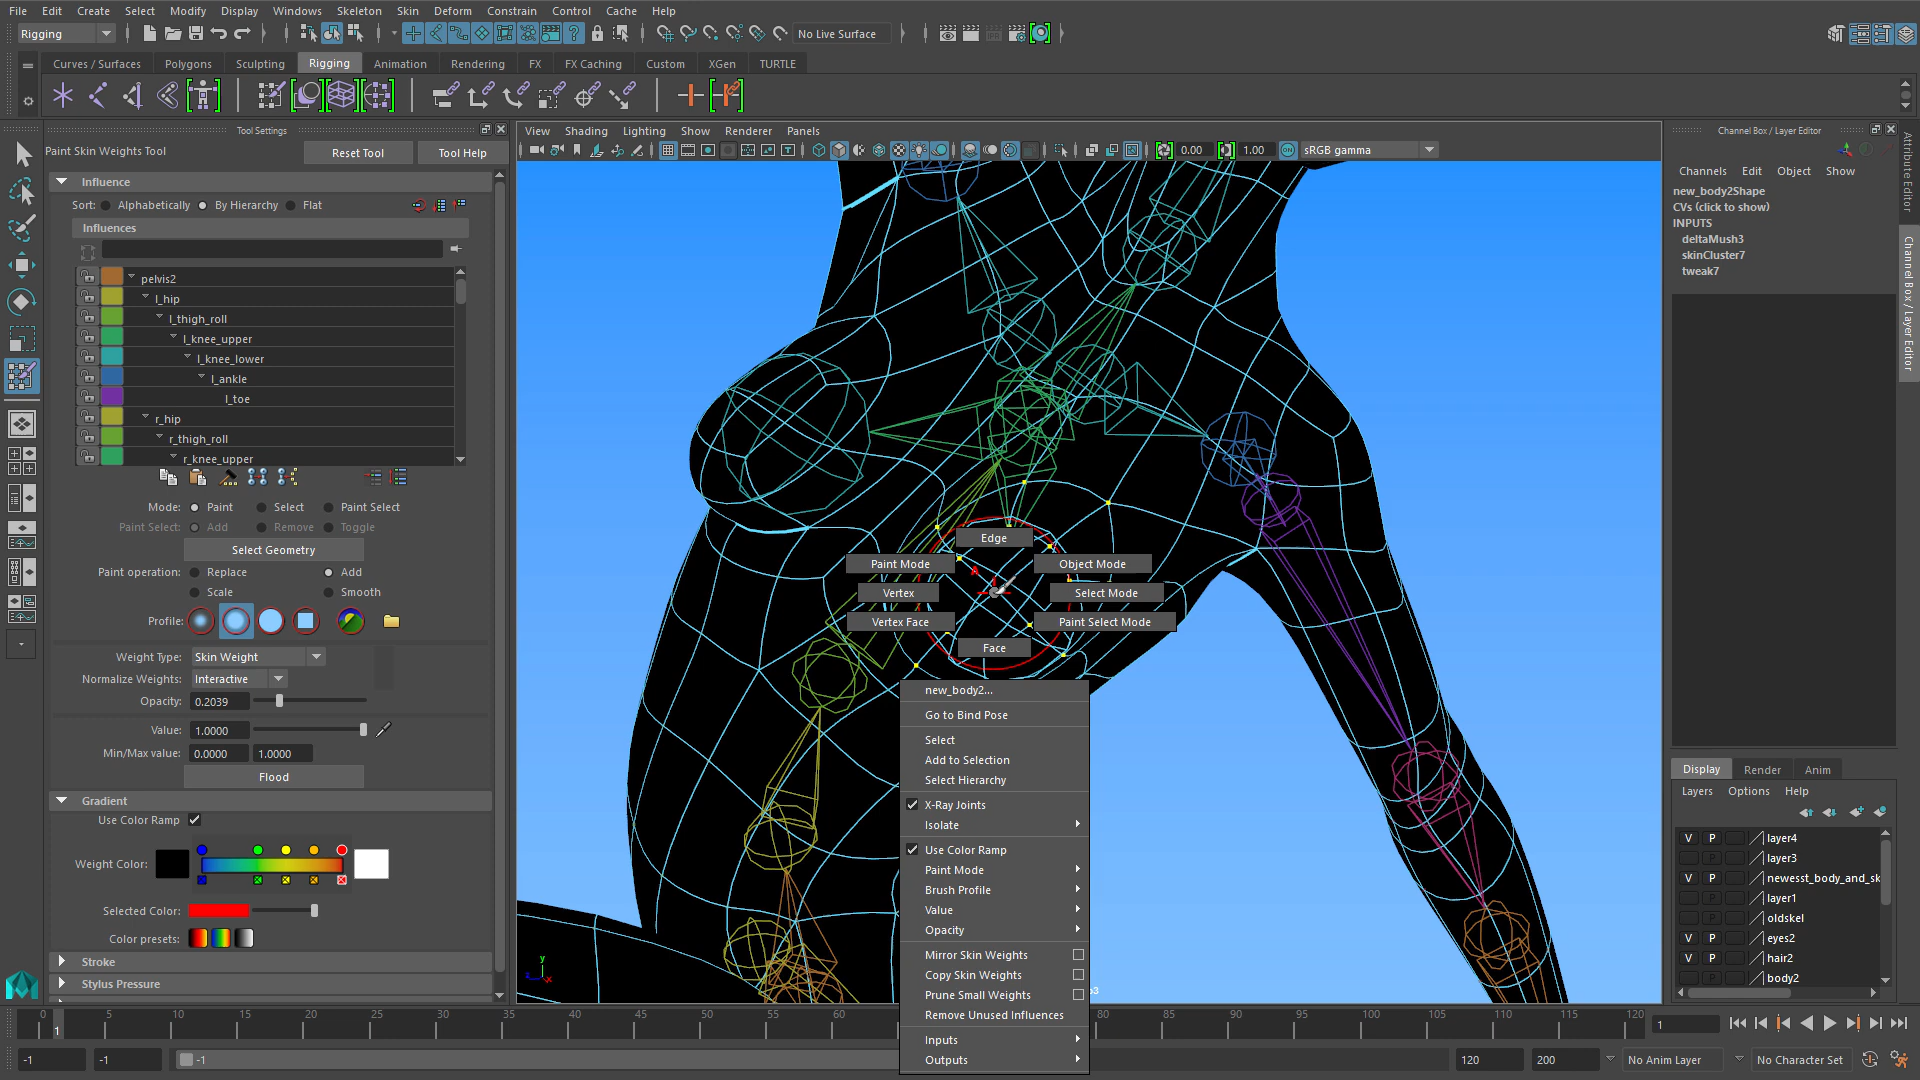 File Edit Create Select Modify Display Windows Skeleton Skin Deform Constrain Control Cache Help
Rigging
No Live Surface
Curves / Surfaces Polygons Sculpting Rigging Animation Rendering FX FX Caching Custom XGen TURTLE
Tool Settings
Paint Skin Weights Tool
Reset Tool
Tool Help
Influence
Sort: Alphabetically By Hierarchy Flat
Influences
pelvis2
l_hip
l_thigh_roll
l_knee_upper
l_knee_lower
l_ankle
l_toe
r_hip
r_thigh_roll
r_knee_upper
Mode: Paint Select Paint Select
Paint Select: Add Remove Toggle
Select Geometry
Paint operation: Replace Add
Scale Smooth
Profile:
Weight Type: Skin Weight
Normalize Weights: Interactive
Opacity: 0.2039
Value: 1.0000
Min/Max value: 0.0000 1.0000
Flood
Gradient
Use Color Ramp
Weight Color:
Selected Color:
Color presets:
Stroke
Stylus Pressure
View Shading Lighting Show Renderer Panels
0.00 1.00 ON sRGB gamma
Edge
Paint Mode
Object Mode
Vertex
Select Mode
Vertex Face
Paint Select Mode
Face
A
new_body2...
Go to Bind Pose
Select
Add to Selection
Select Hierarchy
X-Ray Joints
Isolate
Use Color Ramp
Paint Mode
Brush Profile
Value
Opacity
Mirror Skin Weights
Copy Skin Weights
Prune Small Weights
Remove Unused Influences
Inputs
Outputs
y
z
x
Channel Box / Layer Editor
Channels Edit Object Show
new_body2Shape
CVs (click to show)
INPUTS
deltaMush3
skinCluster7
tweak7
Attribute Editor
Channel Box / Layer Editor
Display Render Anim
Layers Options Help
V P layer4
layer3
V P newesst_body_and_sk
layer1
oldskel
V P eyes2
V P hair2
body2
0 5 10 15 20 25 30 35 40 45 50 55 60 80 85 90 95 100 105 110 115 120
1
1
-1 -1 -1 120 200 No Anim Layer No Character Set